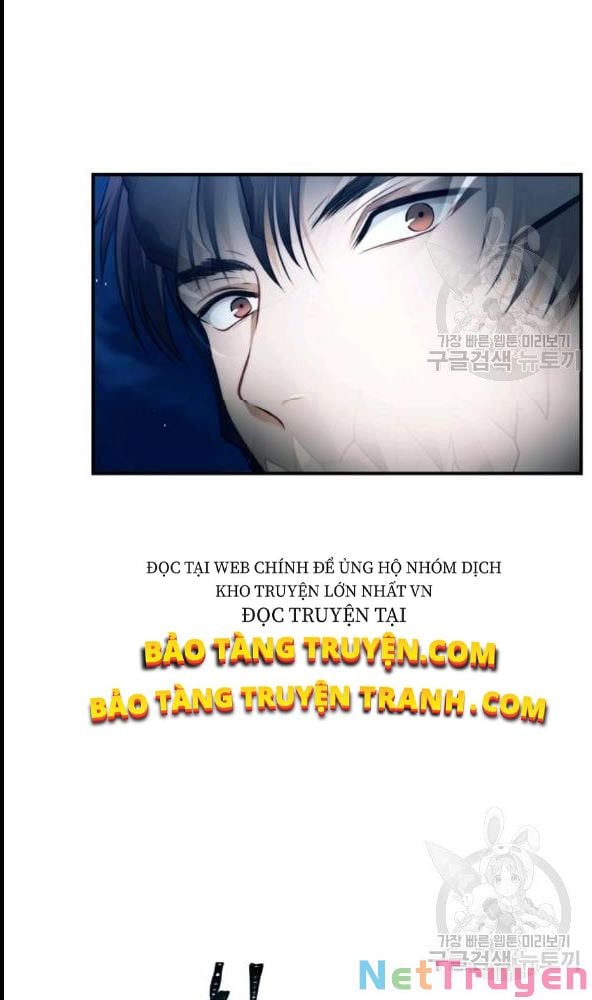 가장 빠른 웹툰 미리보기
구글검색 뉴토끼
ĐỌC TẠI WEB CHÍNH ĐỂ ỦNG HỘ NHÓM DỊCH
KHO TRUYỆN LỚN NHẤT VN
ĐỌC TRUYỆN TẠI
BẢO TÀNG TRUYỆN.COM
BẢO TÀNG TRUYỆN TRANH.COM
가장 빠른 웹툰 미리보기
구글검색 뉴토끼
NetTruyen